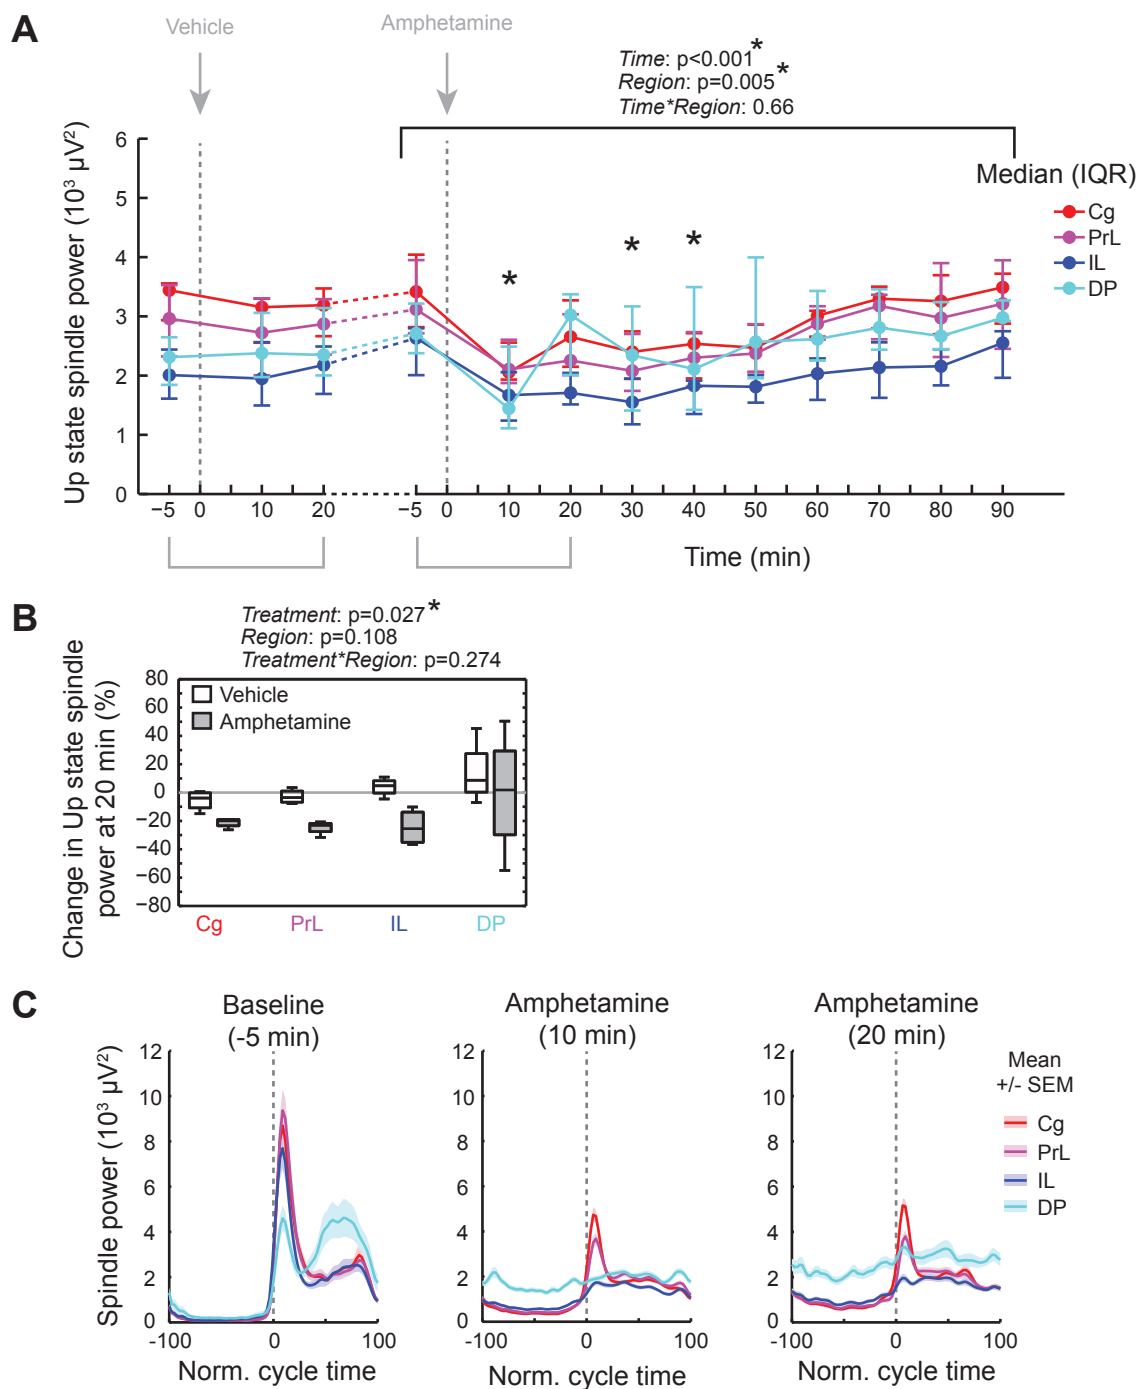 A
Vehicle
Amphetamine
Time: p<0.001*
Region: p=0.005*
Time*Region: 0.66
Up state spindle power (10³ µV²)
6
5
4
3
2
1
0
* * *
Median (IQR)
Cg
PrL
IL
DP
−5 0 10 20 −5 0 10 20 30 40 50 60 70 80 90
Time (min)
B
Treatment: p=0.027*
Region: p=0.108
Treatment*Region: p=0.274
Change in Up state spindle
power at 20 min (%)
80
60
40
20
0
−20
−40
−60
−80
Vehicle
Amphetamine
Cg PrL IL DP
C
Baseline
(-5 min)
Amphetamine
(10 min)
Amphetamine
(20 min)
Spindle power (10³ µV²)
12
10
8
6
4
2
0
-100 0 100
Norm. cycle time
12
10
8
6
4
2
0
-100 0 100
Norm. cycle time
12
10
8
6
4
2
0
-100 0 100
Norm. cycle time
Mean
+/- SEM
Cg
PrL
IL
DP